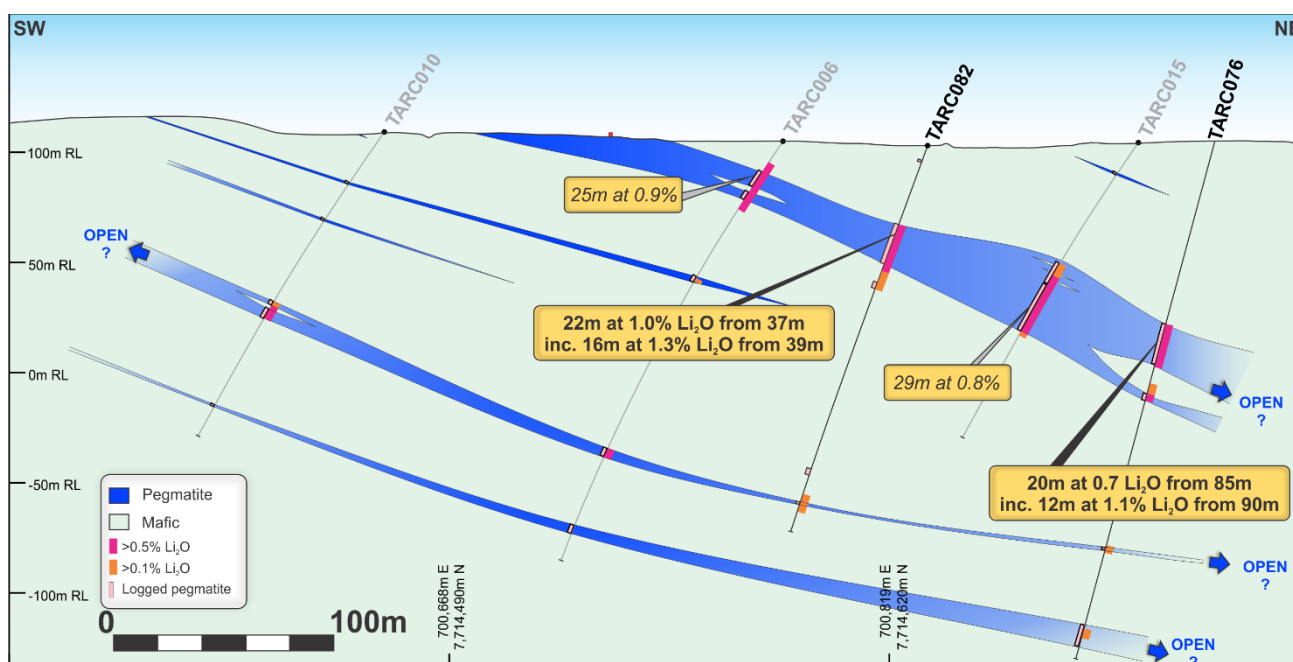 SW
NE
TARC010
TARC006
TARC082
TARC015
TARC076
100m RL
50m RL
0m RL
-50m RL
-100m RL
25m at 0.9%
OPEN
?
22m at 1.0% Li₂O from 37m
inc. 16m at 1.3% Li₂O from 39m
29m at 0.8%
OPEN
?
20m at 0.7 Li₂O from 85m
inc. 12m at 1.1% Li₂O from 90m
Pegmatite
Mafic
>0.5% Li₂O
>0.1% Li₂O
Logged pegmatite
0
100m
700,668m E
7,714,490m N
700,819m E
7,714,620m N
OPEN
?
OPEN
?